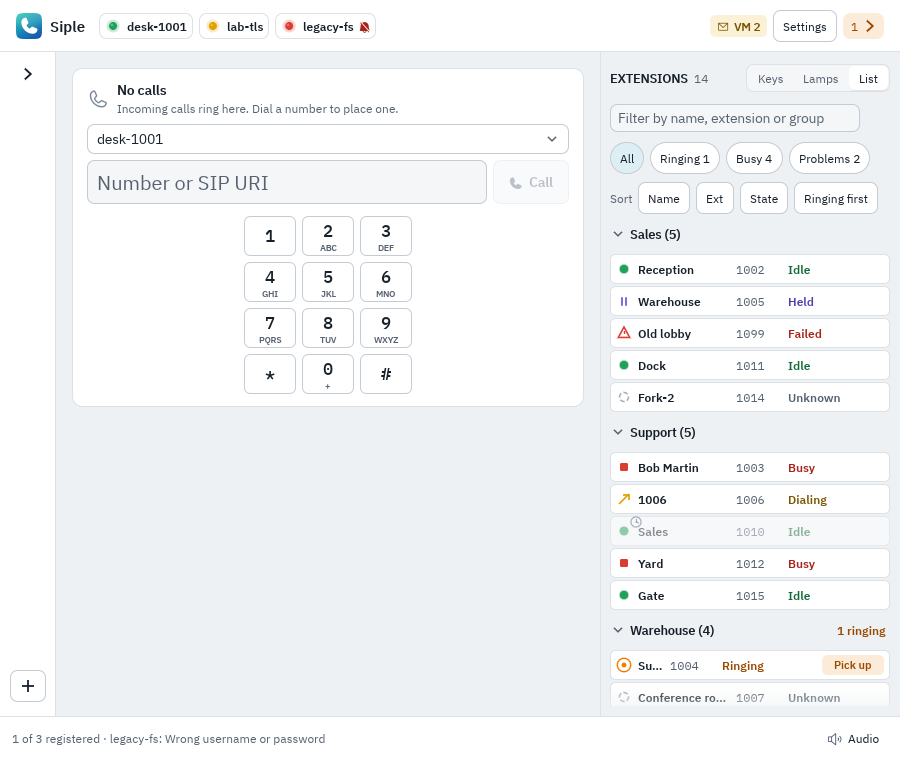 Siple
desk-1001
lab-tls
legacy-fs
VM 2
Settings
1
No calls
Incoming calls ring here. Dial a number to place one.
desk-1001
Number or SIP URI
Call
1
2
ABC
3
DEF
4
GHI
5
JKL
6
MNO
7
PQRS
8
TUV
9
WXYZ
*
0
+
#
EXTENSIONS 14
Keys
Lamps
List
Filter by name, extension or group
All
Ringing 1
Busy 4
Problems 2
Sort
Name
Ext
State
Ringing first
Sales (5)
Reception 1002 Idle
Warehouse 1005 Held
Old lobby 1099 Failed
Dock 1011 Idle
Fork-2 1014 Unknown
Support (5)
Bob Martin 1003 Busy
1006 1006 Dialing
Sales 1010 Idle
Yard 1012 Busy
Gate 1015 Idle
Warehouse (4) 1 ringing
Su... 1004 Ringing Pick up
Conference ro... 1007 Unknown
1 of 3 registered · legacy-fs: Wrong username or password
Audio